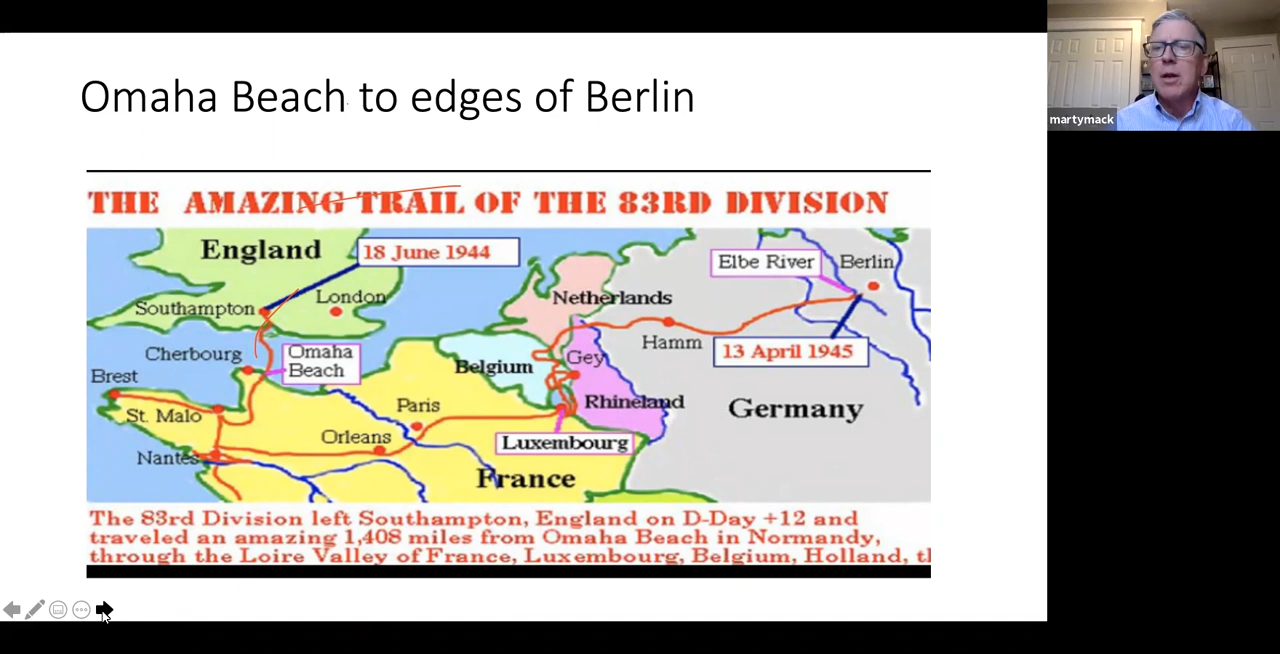 Omaha Beach to edges of Berlin
martymack
THE AMAZING TRAIL OF THE 83RD DIVISION
England
18 June 1944
Elbe River
Berlin
Southampton
London
Netherlands
Cherbourg
Omaha
Beach
Hamm
13 April 1945
Brest
Belgium
Gey
St. Malo
Paris
Rhineland
Germany
Orleans
Luxembourg
Nantes
France
The 83rd Division left Southampton, England on D-Day +12 and
traveled an amazing 1,408 miles from Omaha Beach in Normandy,
through the Loire Valley of France, Luxembourg, Belgium, Holland,